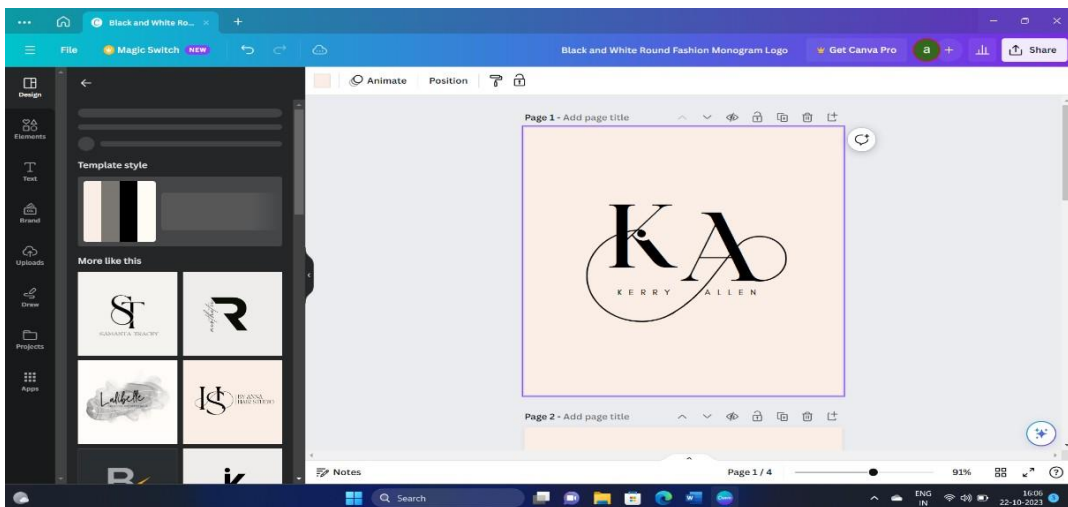 Black and White Ro...
File
Magic Switch NEW
Black and White Round Fashion Monogram Logo
Get Canva Pro
a
Share
Design
Elements
Text
Brand
Uploads
Draw
Projects
Apps
Template style
More like this
ST
SAMANTA TRACEY
R
Lalibelle
HS
BY ANNA
HAIR STUDIO
B
ik
Animate
Position
Page 1 - Add page title
KA
KERRY ALLEN
Page 2 - Add page title
Notes
Page 1 / 4
91%
Search
ENG
IN
16:06
22-10-2023